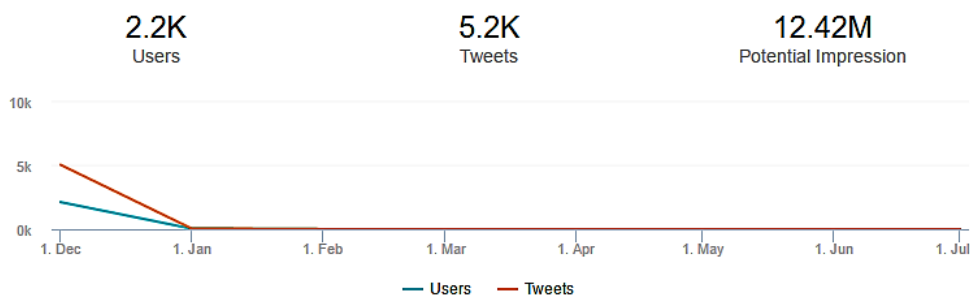 2.2K 5.2K 12.42M
Users Tweets Potential Impression
10k
5k
0k
1. Dec 1. Jan 1. Feb 1. Mar 1. Apr 1. May 1. Jun 1. Jul
Users Tweets